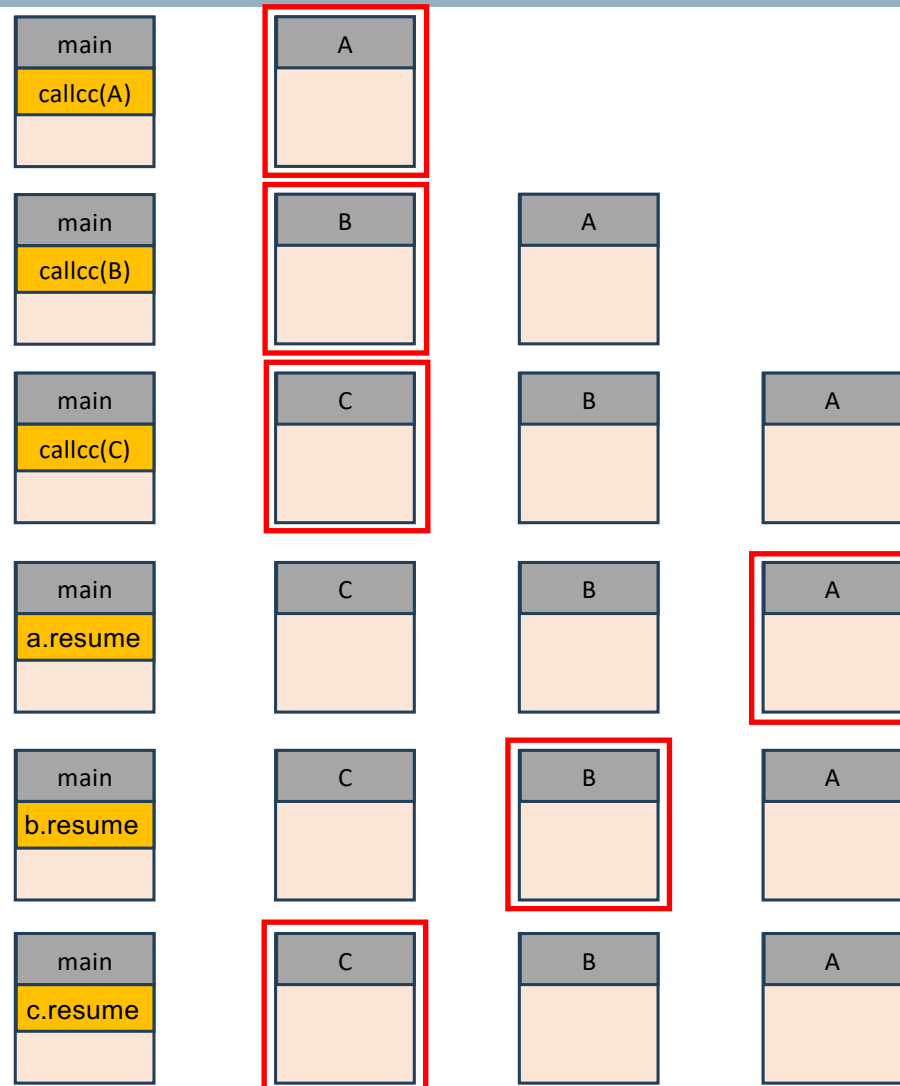 main A
callcc(A)
main B A
callcc(B)
main C B A
callcc(C)
main C B A
a.resume
main C B A
b.resume
main C B A
c.resume